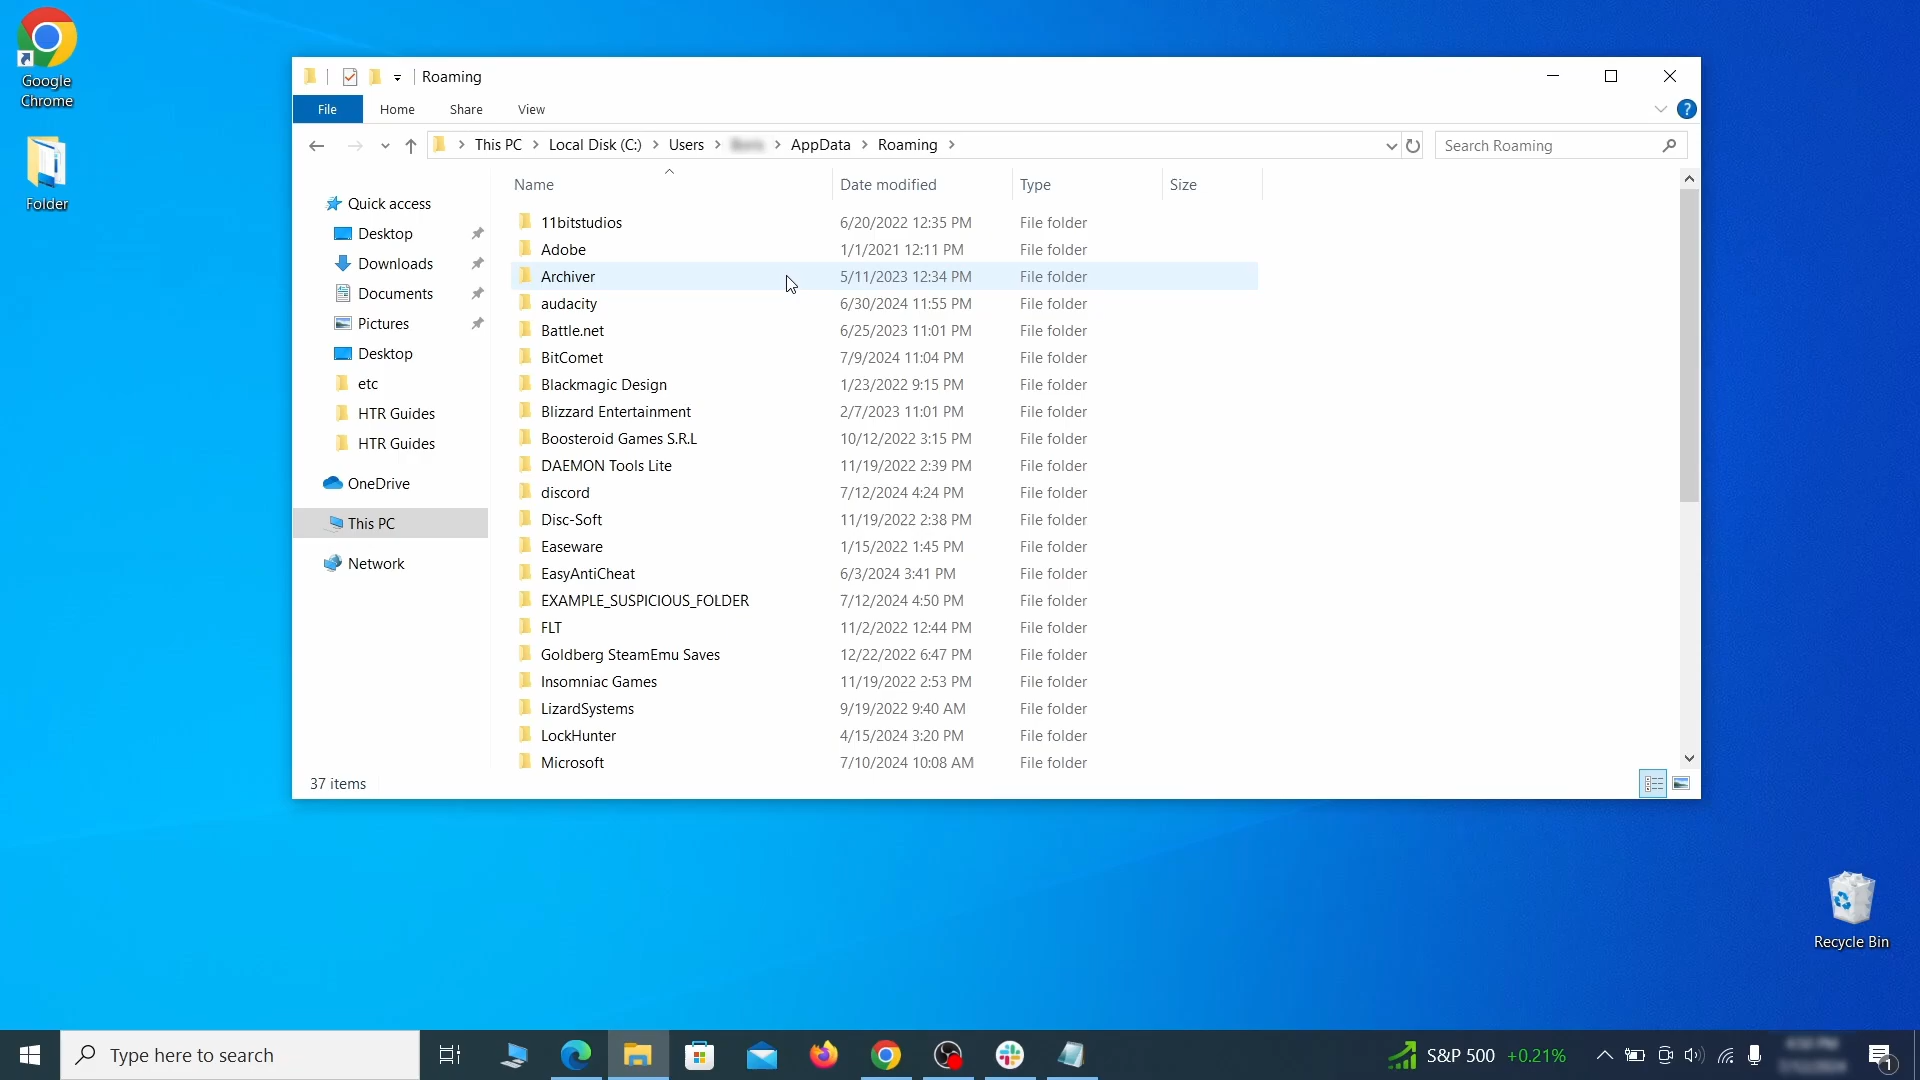 Google
Chrome
Folder
Roaming
File Home Share View
This PC Local Disk (C:) Users AppData Roaming
Search Roaming
Name Date modified Type Size
Quick access
Desktop
Downloads
Documents
Pictures
Desktop
etc
HTR Guides
HTR Guides
OneDrive
This PC
Network
11bitstudios 6/20/2022 12:35 PM File folder
Adobe 1/1/2021 12:11 PM File folder
Archiver 5/11/2023 12:34 PM File folder
audacity 6/30/2024 11:55 PM File folder
Battle.net 6/25/2023 11:01 PM File folder
BitComet 7/9/2024 11:04 PM File folder
Blackmagic Design 1/23/2022 9:15 PM File folder
Blizzard Entertainment 2/7/2023 11:01 PM File folder
Boosteroid Games S.R.L 10/12/2022 3:15 PM File folder
DAEMON Tools Lite 11/19/2022 2:39 PM File folder
discord 7/12/2024 4:24 PM File folder
Disc-Soft 11/19/2022 2:38 PM File folder
Easeware 1/15/2022 1:45 PM File folder
EasyAntiCheat 6/3/2024 3:41 PM File folder
EXAMPLE_SUSPICIOUS_FOLDER 7/12/2024 4:50 PM File folder
FLT 11/2/2022 12:44 PM File folder
Goldberg SteamEmu Saves 12/22/2022 6:47 PM File folder
Insomniac Games 11/19/2022 2:53 PM File folder
LizardSystems 9/19/2022 9:40 AM File folder
LockHunter 4/15/2024 3:20 PM File folder
Microsoft 7/10/2024 10:08 AM File folder
37 items
Recycle Bin
Type here to search
S&P 500 +0.21%
1